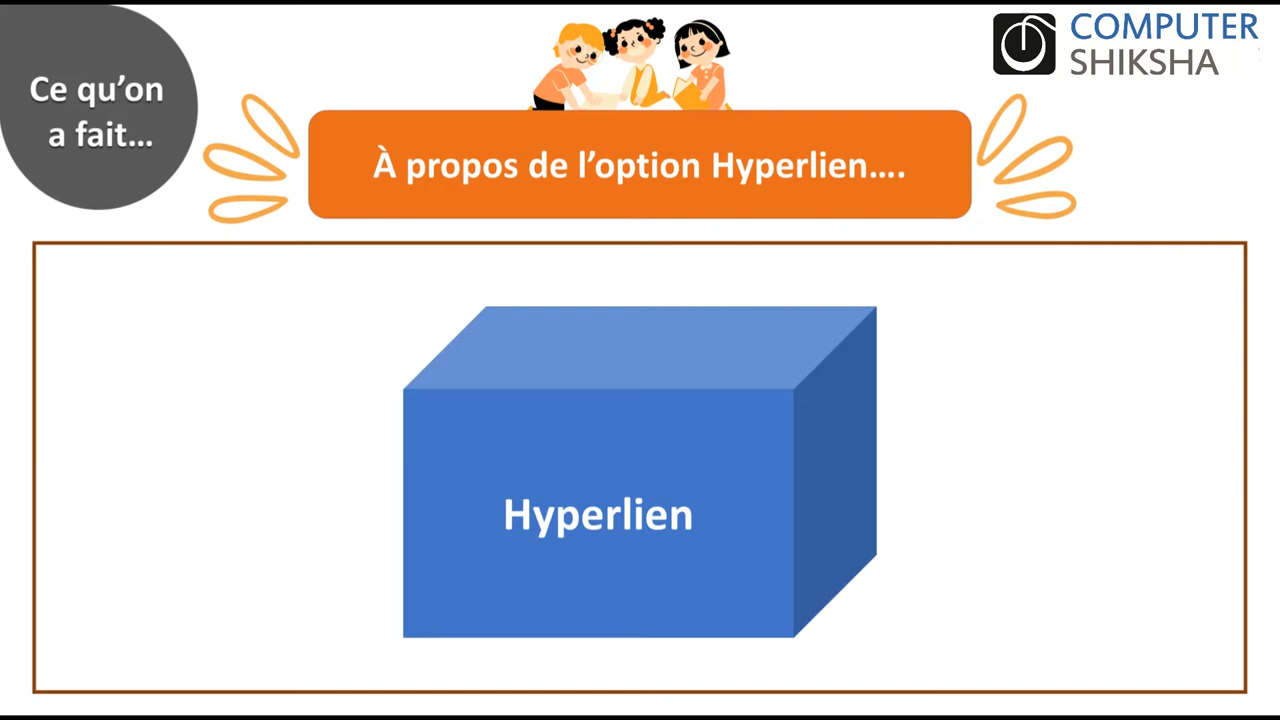 Ce qu’on
a fait...
COMPUTER
SHIKSHA
À propos de l’option Hyperlien....
Hyperlien